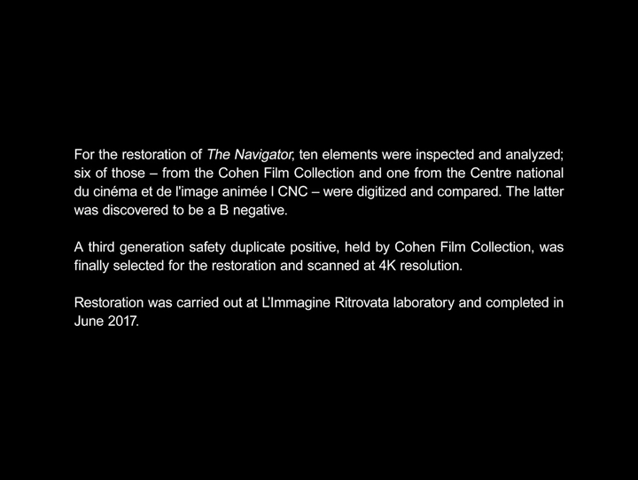 For the restoration of The Navigator, ten elements were inspected and analyzed;
six of those – from the Cohen Film Collection and one from the Centre national
du cinéma et de l'image animée I CNC – were digitized and compared. The latter
was discovered to be a B negative.
A third generation safety duplicate positive, held by Cohen Film Collection, was
finally selected for the restoration and scanned at 4K resolution.
Restoration was carried out at L’Immagine Ritrovata laboratory and completed in
June 2017.